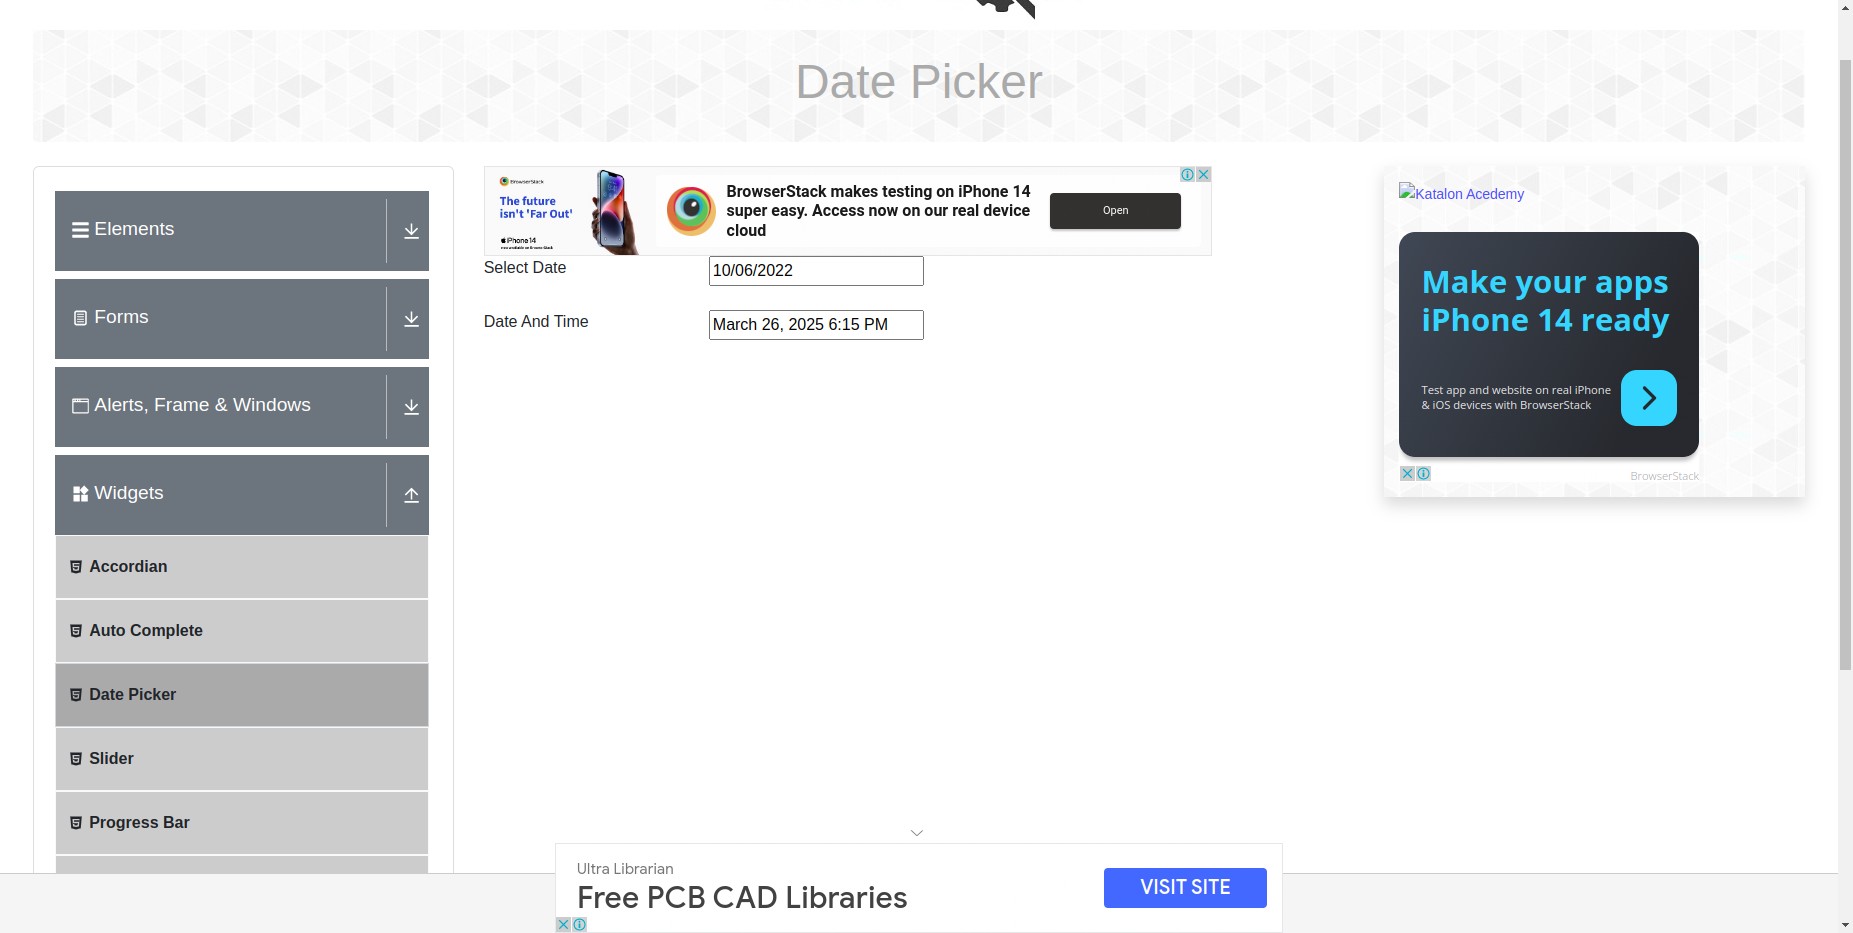 Date Picker
Elements
Forms
Alerts, Frame & Windows
Widgets
Accordian
Auto Complete
Date Picker
Slider
Progress Bar
BrowserStack
The future
isn't 'Far Out'
iPhone 14
now available on BrowserStack
BrowserStack makes testing on iPhone 14
super easy. Access now on our real device
cloud
Open
Select Date
10/06/2022
Date And Time
March 26, 2025 6:15 PM
Katalon Acedemy
Make your apps
iPhone 14 ready
Test app and website on real iPhone
& iOS devices with BrowserStack
BrowserStack
Ultra Librarian
Free PCB CAD Libraries
VISIT SITE